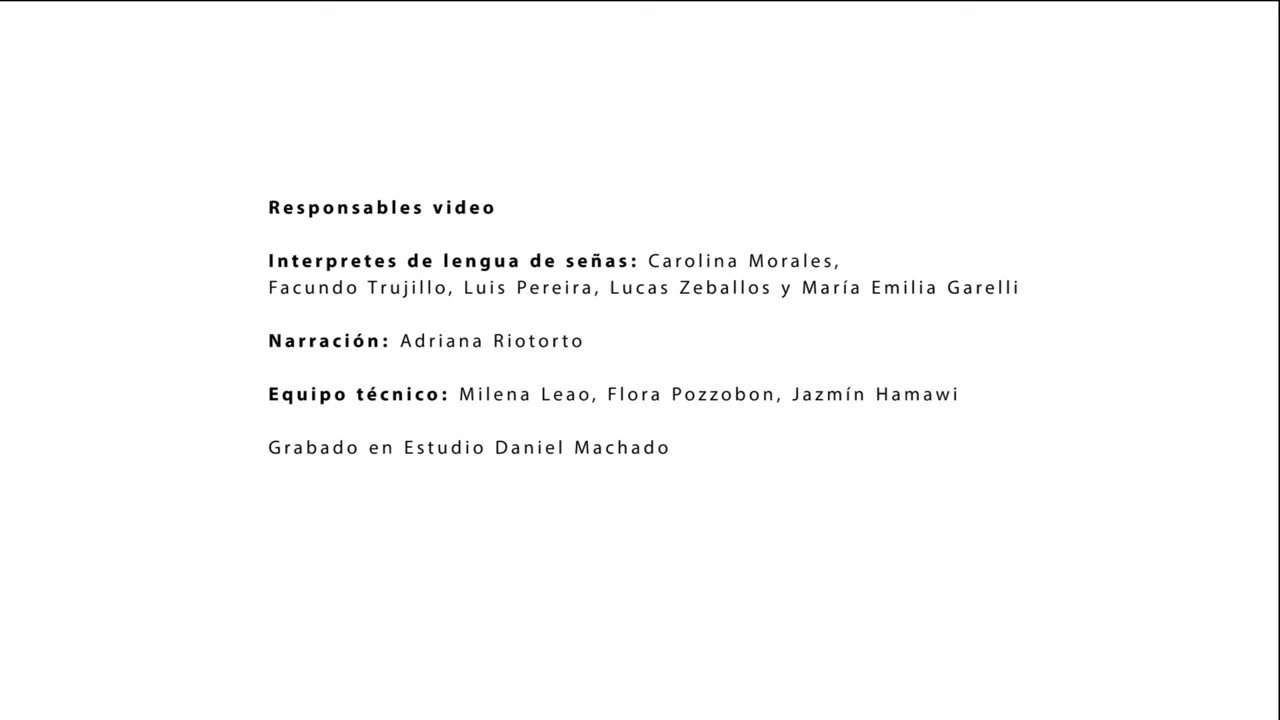 Responsables video
Interpretes de lengua de señas: Carolina Morales,
Facundo Trujillo, Luis Pereira, Lucas Zeballos y María Emilia Garelli
Narración: Adriana Riotorto
Equipo técnico: Milena Leao, Flora Pozzobon, Jazmín Hamawi
Grabado en Estudio Daniel Machado